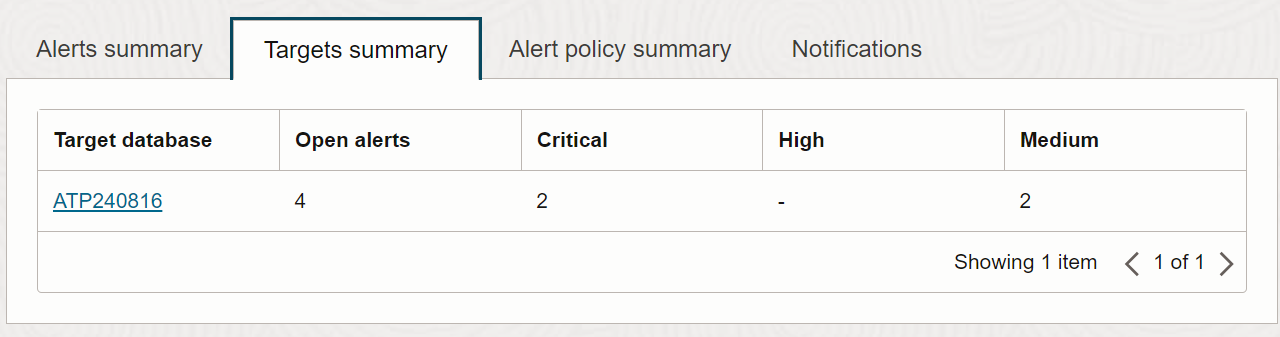 Alerts summary Targets summary Alert policy summary Notifications
Target database Open alerts Critical High Medium
ATP240816 4 2 - 2
Showing 1 item 1 of 1